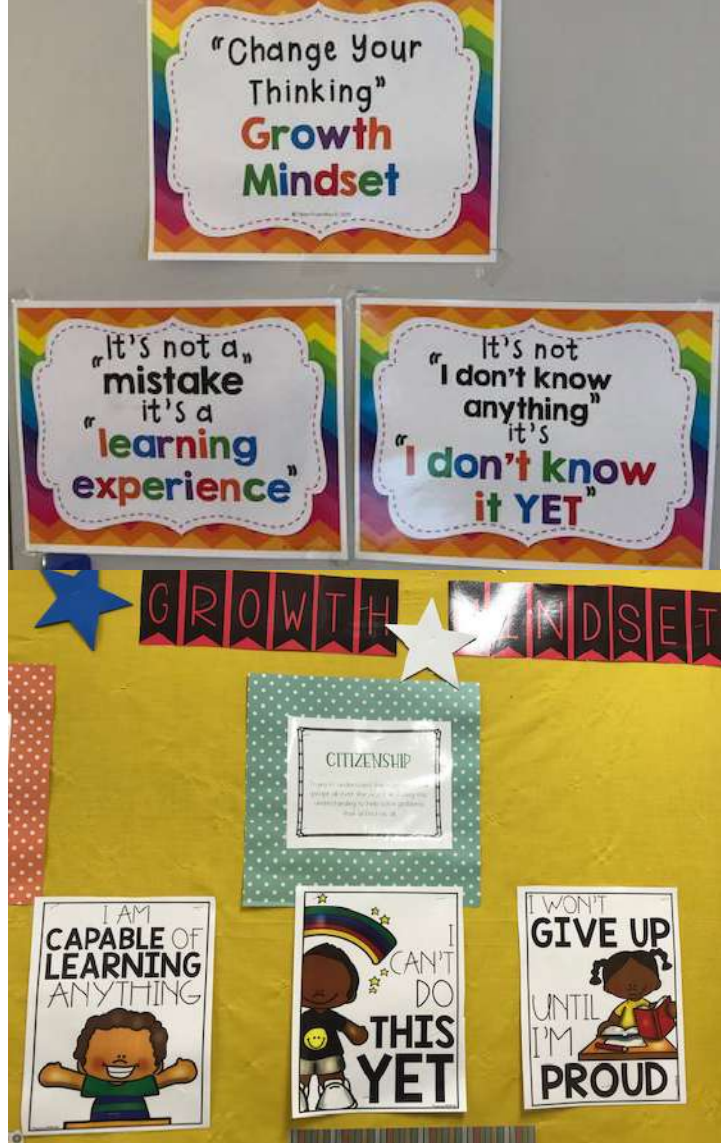 "Change Your
Thinking"
Growth
Mindset
"It's not a"
mistake
it's a
"learning
experience"
It's not
"I don't know
anything"
it's
"I don't know
it YET"
GROWTH MINDSET
CITIZENSHIP
I AM
CAPABLE OF
LEARNING
ANYTHING
I
CAN'T
DO
THIS
YET
I WON'T
GIVE UP
UNTIL
I'M
PROUD